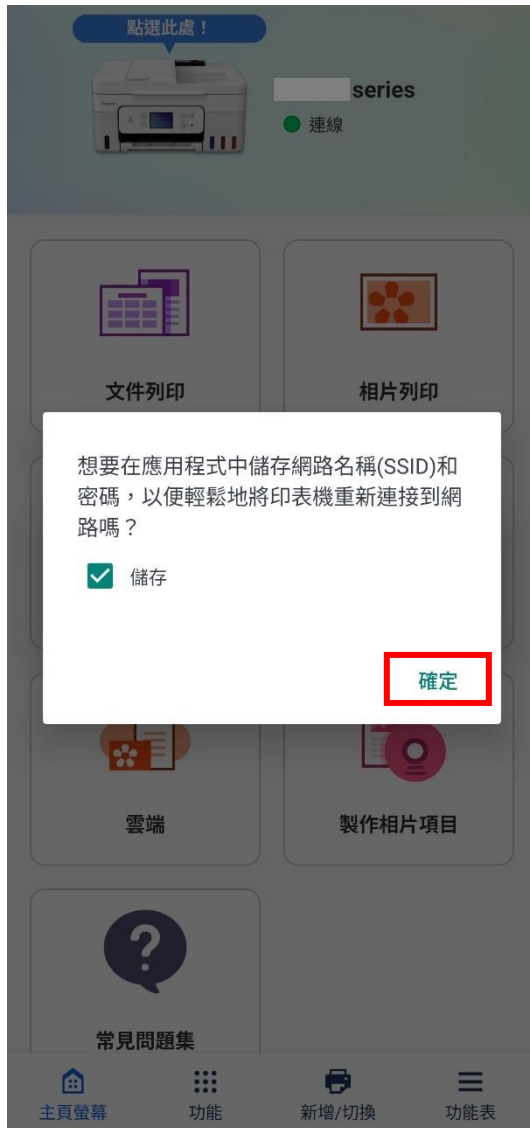 點選此處！
series
連線
文件列印
相片列印
想要在應用程式中儲存網路名稱(SSID)和
密碼，以便輕鬆地將印表機重新連接到網
路嗎？
儲存
確定
雲端
製作相片項目
常見問題集
主頁螢幕
功能
新增/切換
功能表